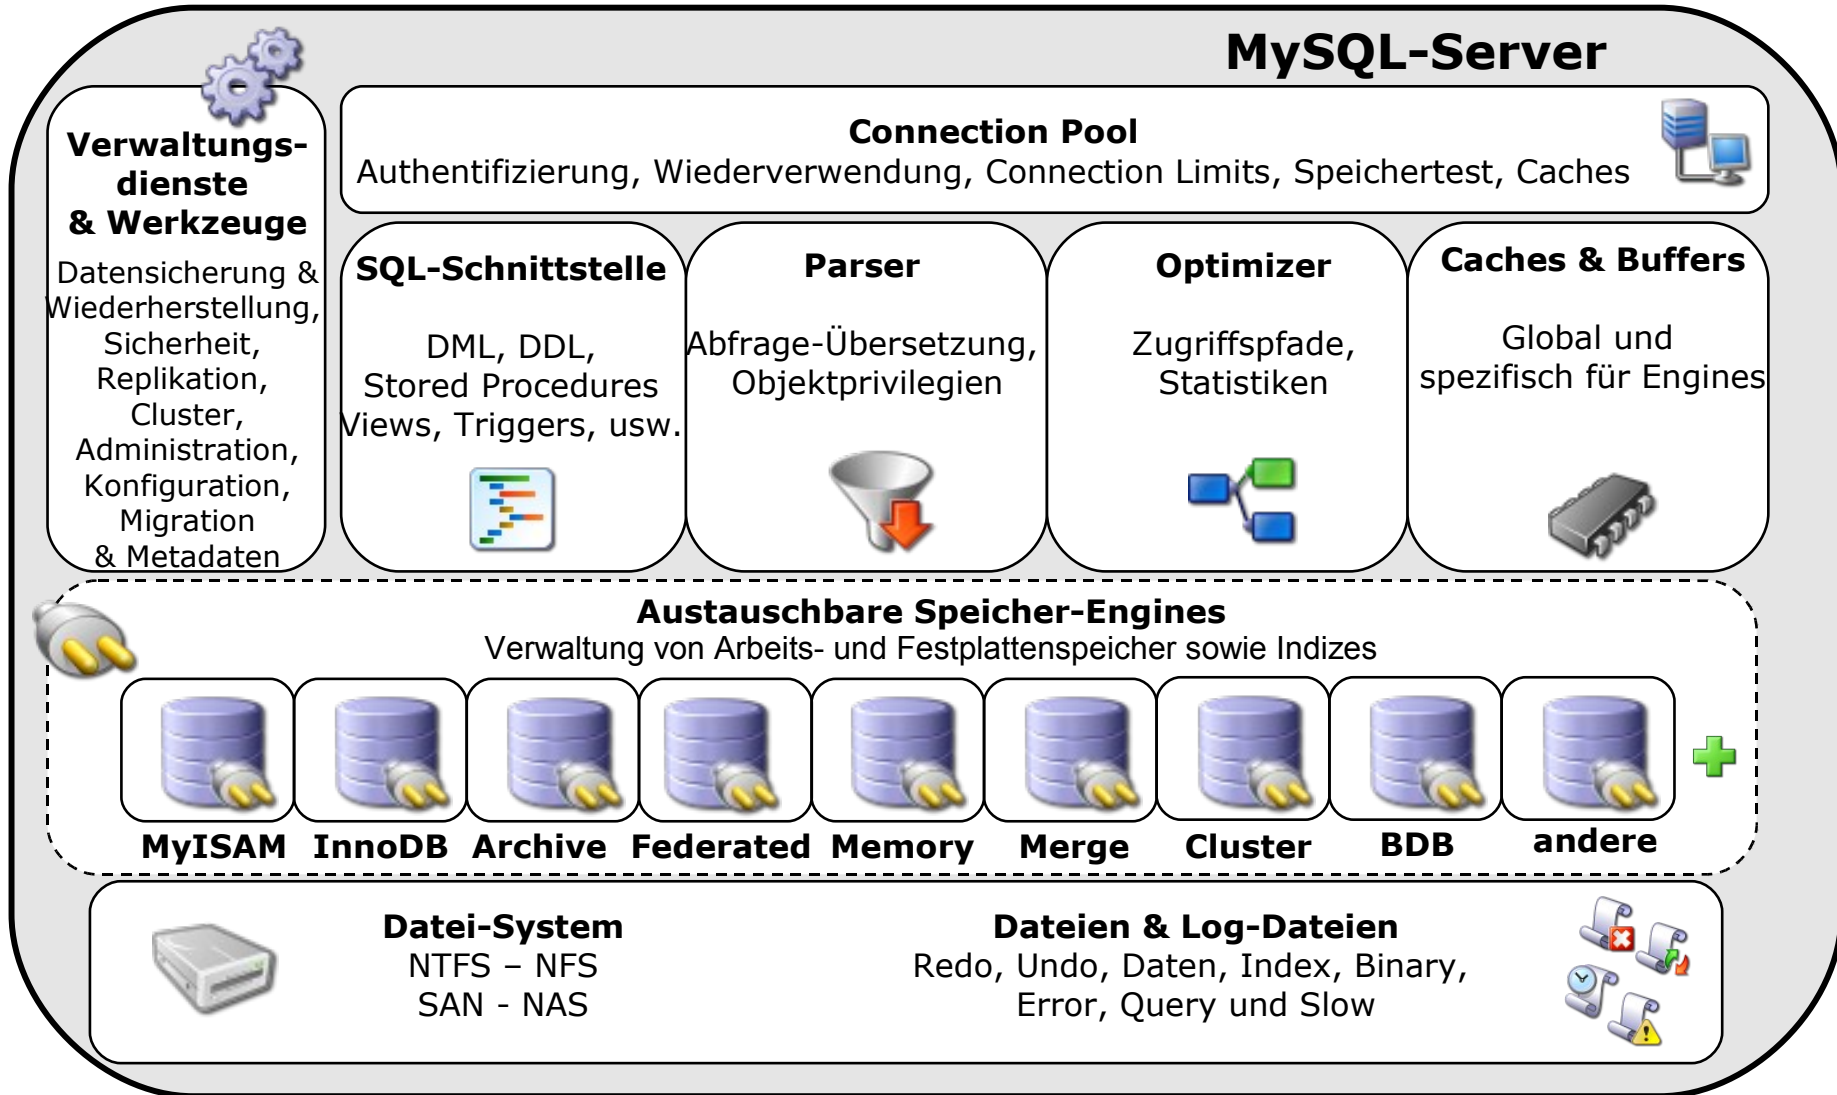 MySQL-Server
Verwaltungs-
dienste
& Werkzeuge
Datensicherung &
Wiederherstellung,
Sicherheit,
Replikation,
Cluster,
Administration,
Konfiguration,
Migration
& Metadaten
Connection Pool
Authentifizierung, Wiederverwendung, Connection Limits, Speichertest, Caches
SQL-Schnittstelle
DML, DDL,
Stored Procedures
Views, Triggers, usw.
Parser
Abfrage-Übersetzung,
Objektprivilegien
Optimizer
Zugriffspfade,
Statistiken
Caches & Buffers
Global und
spezifisch für Engines
Austauschbare Speicher-Engines
Verwaltung von Arbeits- und Festplattenspeicher sowie Indizes
MyISAM
InnoDB
Archive
Federated
Memory
Merge
Cluster
BDB
andere
Datei-System
NTFS – NFS
SAN - NAS
Dateien & Log-Dateien
Redo, Undo, Daten, Index, Binary,
Error, Query und Slow